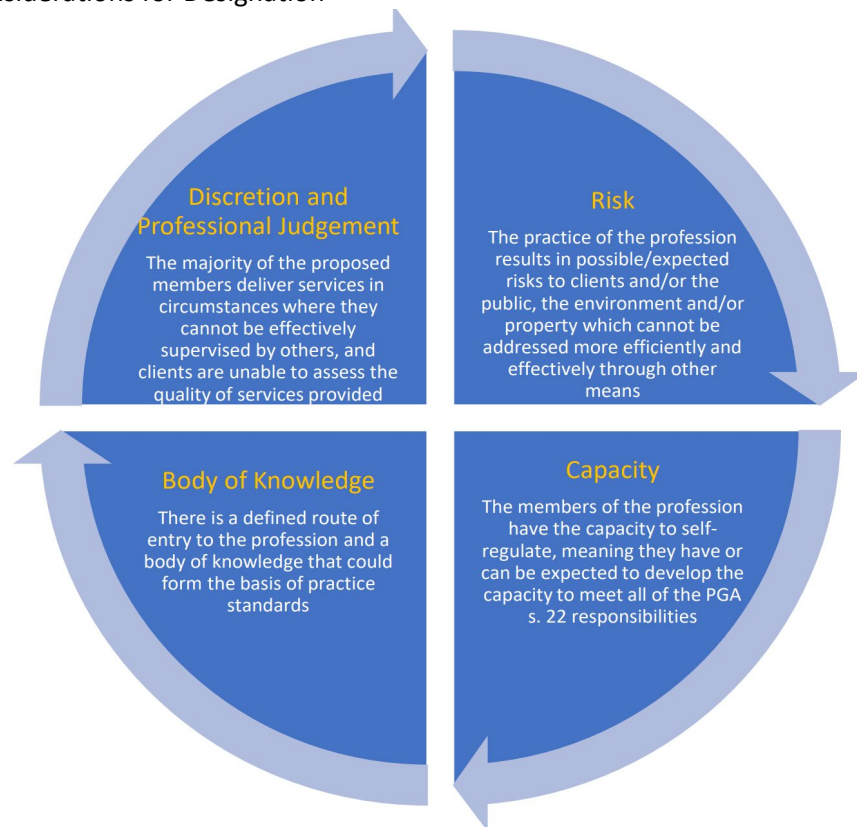 Discretion and
Professional Judgement
The majority of the proposed
members deliver services in
circumstances where they
cannot be effectively
supervised by others, and
clients are unable to assess the
quality of services provided
Risk
The practice of the profession
results in possible/expected
risks to clients and/or the
public, the environment and/or
property which cannot be
addressed more efficiently and
effectively through other
means
Body of Knowledge
There is a defined route of
entry to the profession and a
body of knowledge that could
form the basis of practice
standards
Capacity
The members of the profession
have the capacity to self-
regulate, meaning they have or
can be expected to develop the
capacity to meet all of the PGA
s. 22 responsibilities